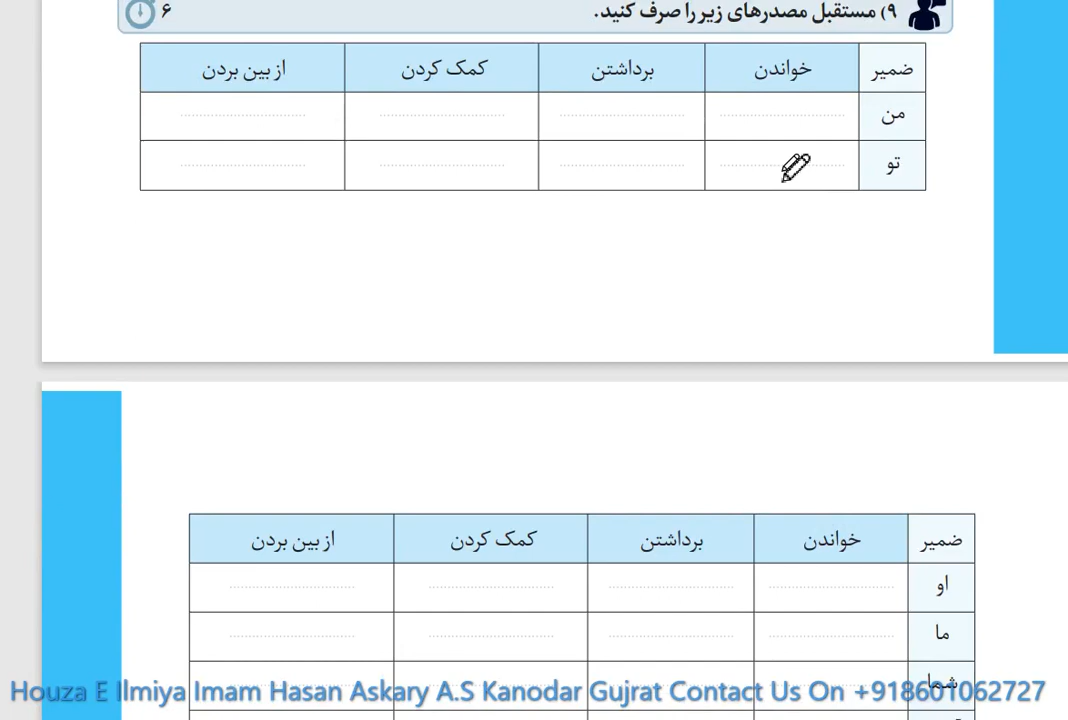 ۹) مستقبل مصدرهای زیر را صرف کنید.
۶
ضمیر خواندن برداشتن کمک کردن از بین بردن
من
تو
ضمیر خواندن برداشتن کمک کردن از بین بردن
او
ما
شما
Houza E Ilmiya Imam Hasan Askary A.S Kanodar Gujrat Contact Us On +918601062727